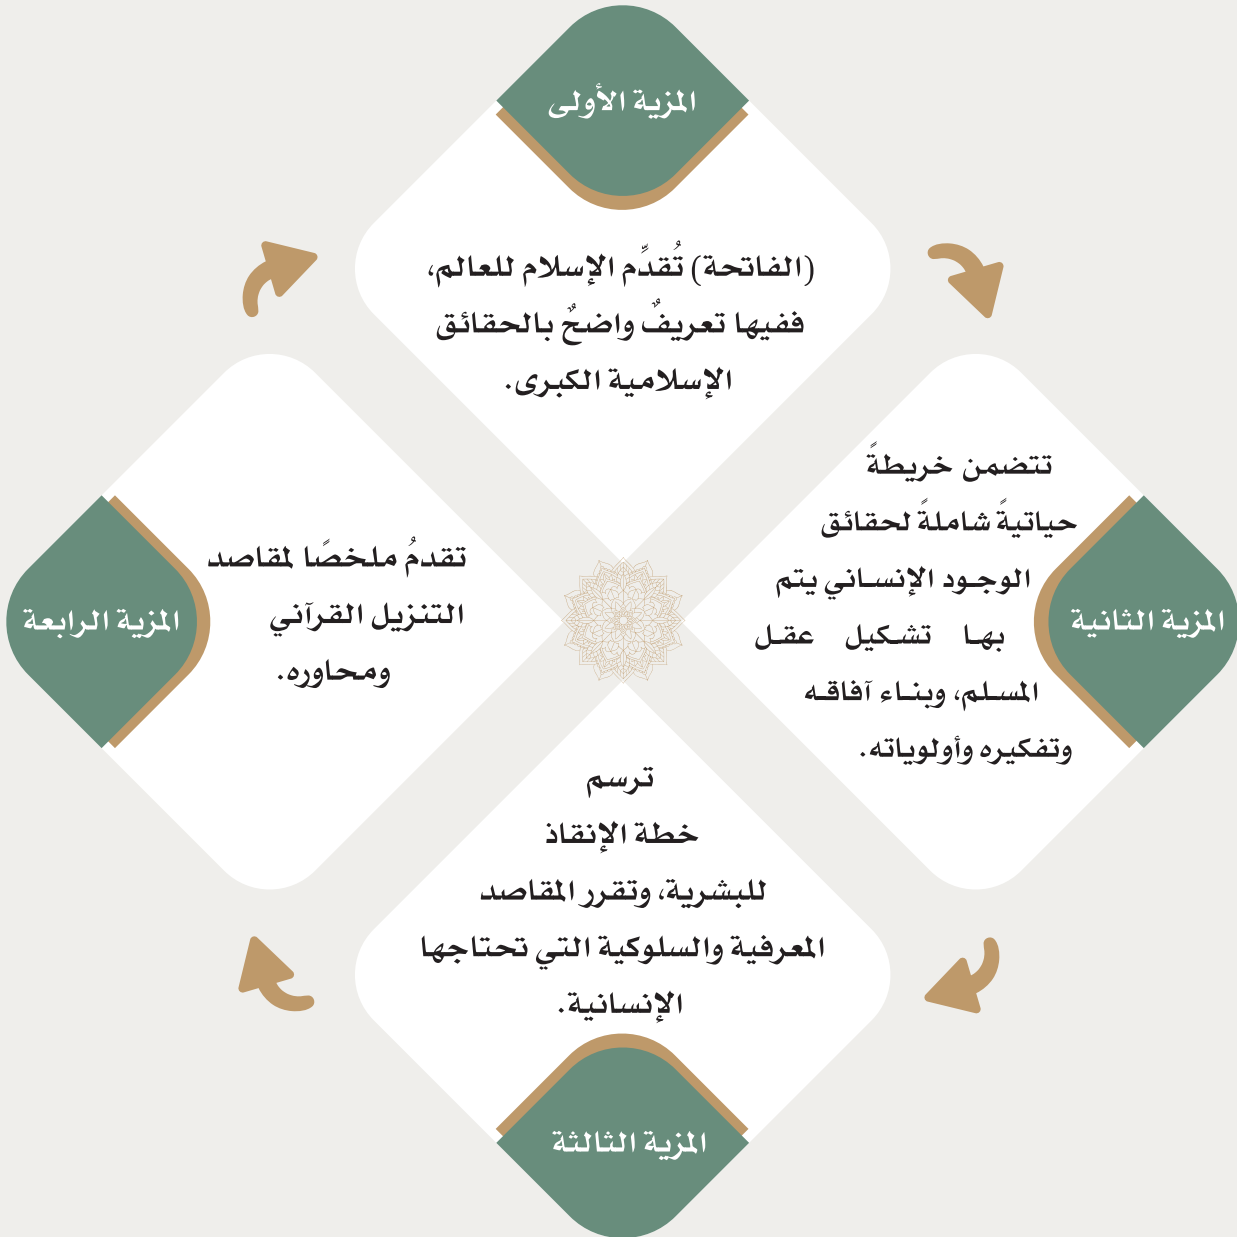 المزية الأولى
(الفاتحة) تُقدِّم الإسلام للعالم،
ففيها تعريفٌ واضحٌ بالحقائق
الإسلامية الكبرى.
المزية الثانية
تتضمن خريطةً
حياتيةً شاملةً لحقائق
الوجود الإنساني يتم
بها تشكيل عقل
المسلم، وبناء آفاقه
وتفكيره وأولوياته.
ترسم
خطة الإنقاذ
للبشرية، وتقرر المقاصد
المعرفية والسلوكية التي تحتاجها
الإنسانية.
المزية الثالثة
المزية الرابعة
تقدمُ ملخصًا لمقاصد
التنزيل القرآني
ومحاوره.